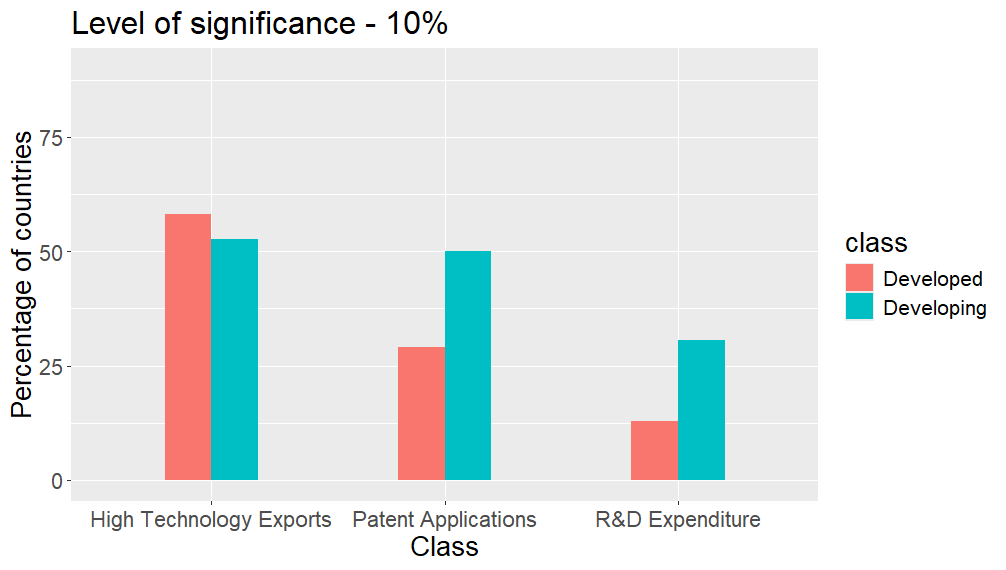 Level of significance - 10%
Percentage of countries
75
50
25
0
High Technology Exports Patent Applications R&D Expenditure
Class
class
Developed
Developing